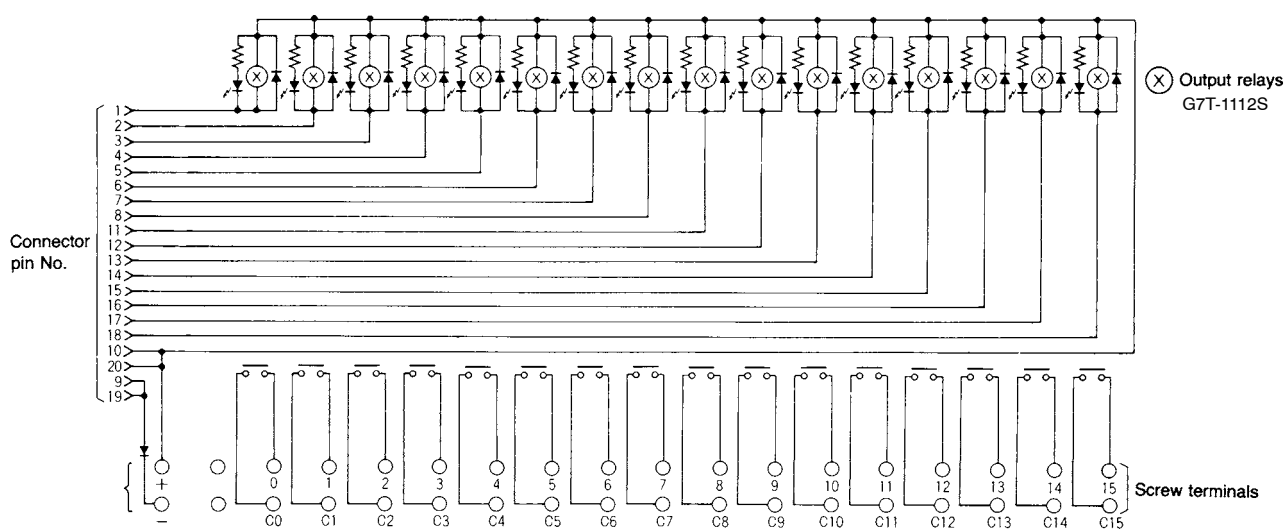 X X X X X X X X X X X X X X X X
X Output relays
G7T-1112S
1
2
3
4
5
6
7
8
11
12
13
14
15
16
17
18
10
20
9
19
Connector
pin No.
+ 0 1 2 3 4 5 6 7 8 9 10 11 12 13 14 15
Screw terminals
− C0 C1 C2 C3 C4 C5 C6 C7 C8 C9 C10 C11 C12 C13 C14 C15